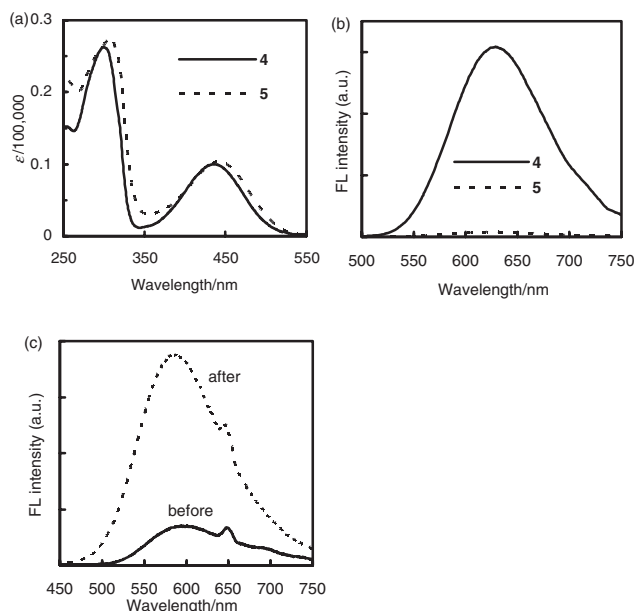 (a)
0.3
0.2
0.1
0
ε/100,000
4
5
250
350
450
550
Wavelength/nm
(b)
FL intensity (a.u.)
4
5
500
550
600
650
700
750
Wavelength/nm
(c)
FL intensity (a.u.)
after
before
450
500
550
600
650
700
750
Wavelength/nm